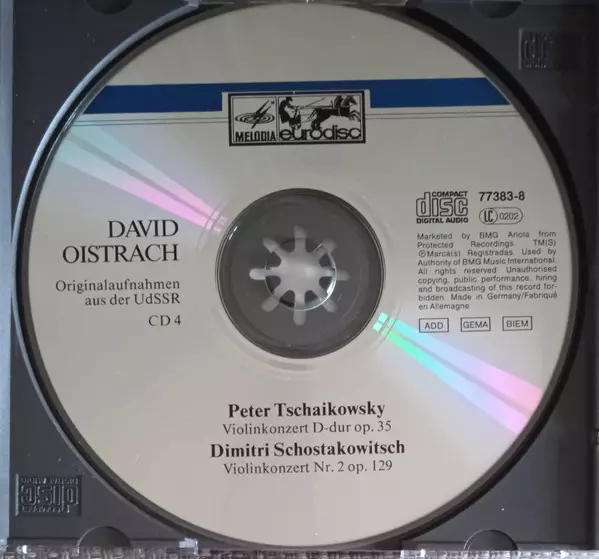 MELODIA
eurodisc
DAVID
OISTRACH
Originalaufnahmen
aus der UdSSR
CD 4
COMPACT
disc
DIGITAL AUDIO
77383-8
LC 0202
Marketed by BMG Ariola from
Protected Recordings. TM(S)
®Marca(s) Registradas. Used by
Authority of BMG Music International.
All rights reserved Unauthorised
copying, public performance, hiring
and broadcasting of this record for-
bidden. Made in Germany/Fabriqué
en Allemagne
ADD
GEMA
BIEM
Peter Tschaikowsky
Violinkonzert D-dur op. 35
Dimitri Schostakowitsch
Violinkonzert Nr. 2 op. 129